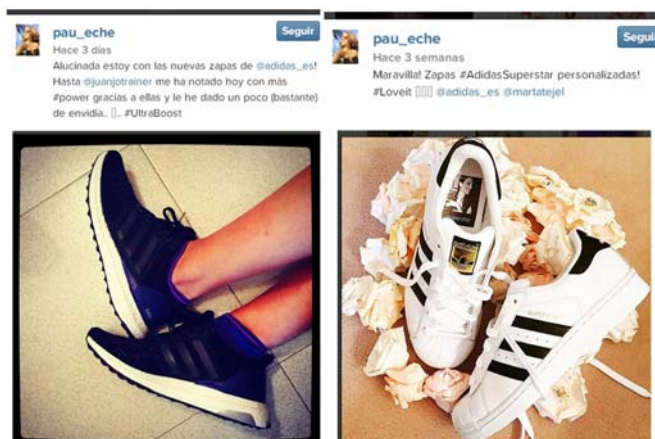 pau_eche
Seguir
Hace 3 días
Alucinada estoy con las nuevas zapas de @adidas_es!
Hasta @juanjotrainer me ha notado hoy con más
#power gracias a ellas y le he dado un poco (bastante)
de envidia.. ▯.. #UltraBoost
pau_eche
Segui
Hace 3 semanas
Maravilla! Zapas #AdidasSuperstar personalizadas!
#Loveit ▯▯▯ @adidas_es @martatejel